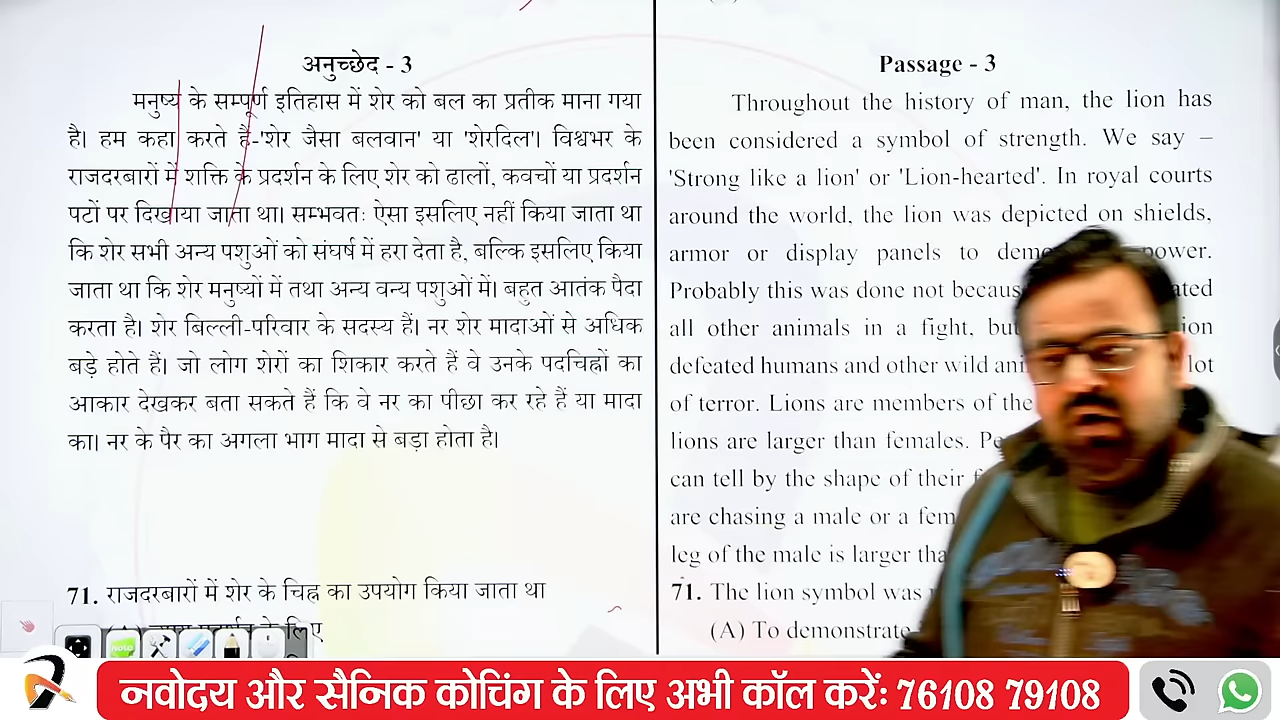 अनुच्छेद - 3
मनुष्य के सम्पूर्ण इतिहास में शेर को बल का प्रतीक माना गया
है। हम कहा करते है-'शेर जैसा बलवान' या 'शेरदिल'। विश्वभर के
राजदरबारों में शक्ति के प्रदर्शन के लिए शेर को ढालों, कवचों या प्रदर्शन
पटों पर दिखाया जाता था। सम्भवतः ऐसा इसलिए नहीं किया जाता था
कि शेर सभी अन्य पशुओं को संघर्ष में हरा देता है, बल्कि इसलिए किया
जाता था कि शेर मनुष्यों में तथा अन्य वन्य पशुओं में। बहुत आतंक पैदा
करता है। शेर बिल्ली-परिवार के सदस्य हैं। नर शेर मादाओं से अधिक
बड़े होते हैं। जो लोग शेरों का शिकार करते हैं वे उनके पदचिह्नों का
आकार देखकर बता सकते हैं कि वे नर का पीछा कर रहे हैं या मादा
का। नर के पैर का अगला भाग मादा से बड़ा होता है।
71. राजदरबारों में शेर के चिह्न का उपयोग किया जाता था
के लिए
Passage - 3
Throughout the history of man, the lion has
been considered a symbol of strength. We say –
'Strong like a lion' or 'Lion-hearted'. In royal courts
around the world, the lion was depicted on shields,
armor or display panels to power.
Probably this was done not
all other animals in a fight,
defeated humans and other wild lot
of terror. Lions are members of the
lions are larger than females.
can tell by the shape of their
are chasing a male or a
leg of the male is larger
71. The lion symbol was
(A) To demonstrate
नवोदय और सैनिक कोचिंग के लिए अभी कॉल करें: 76108 79108